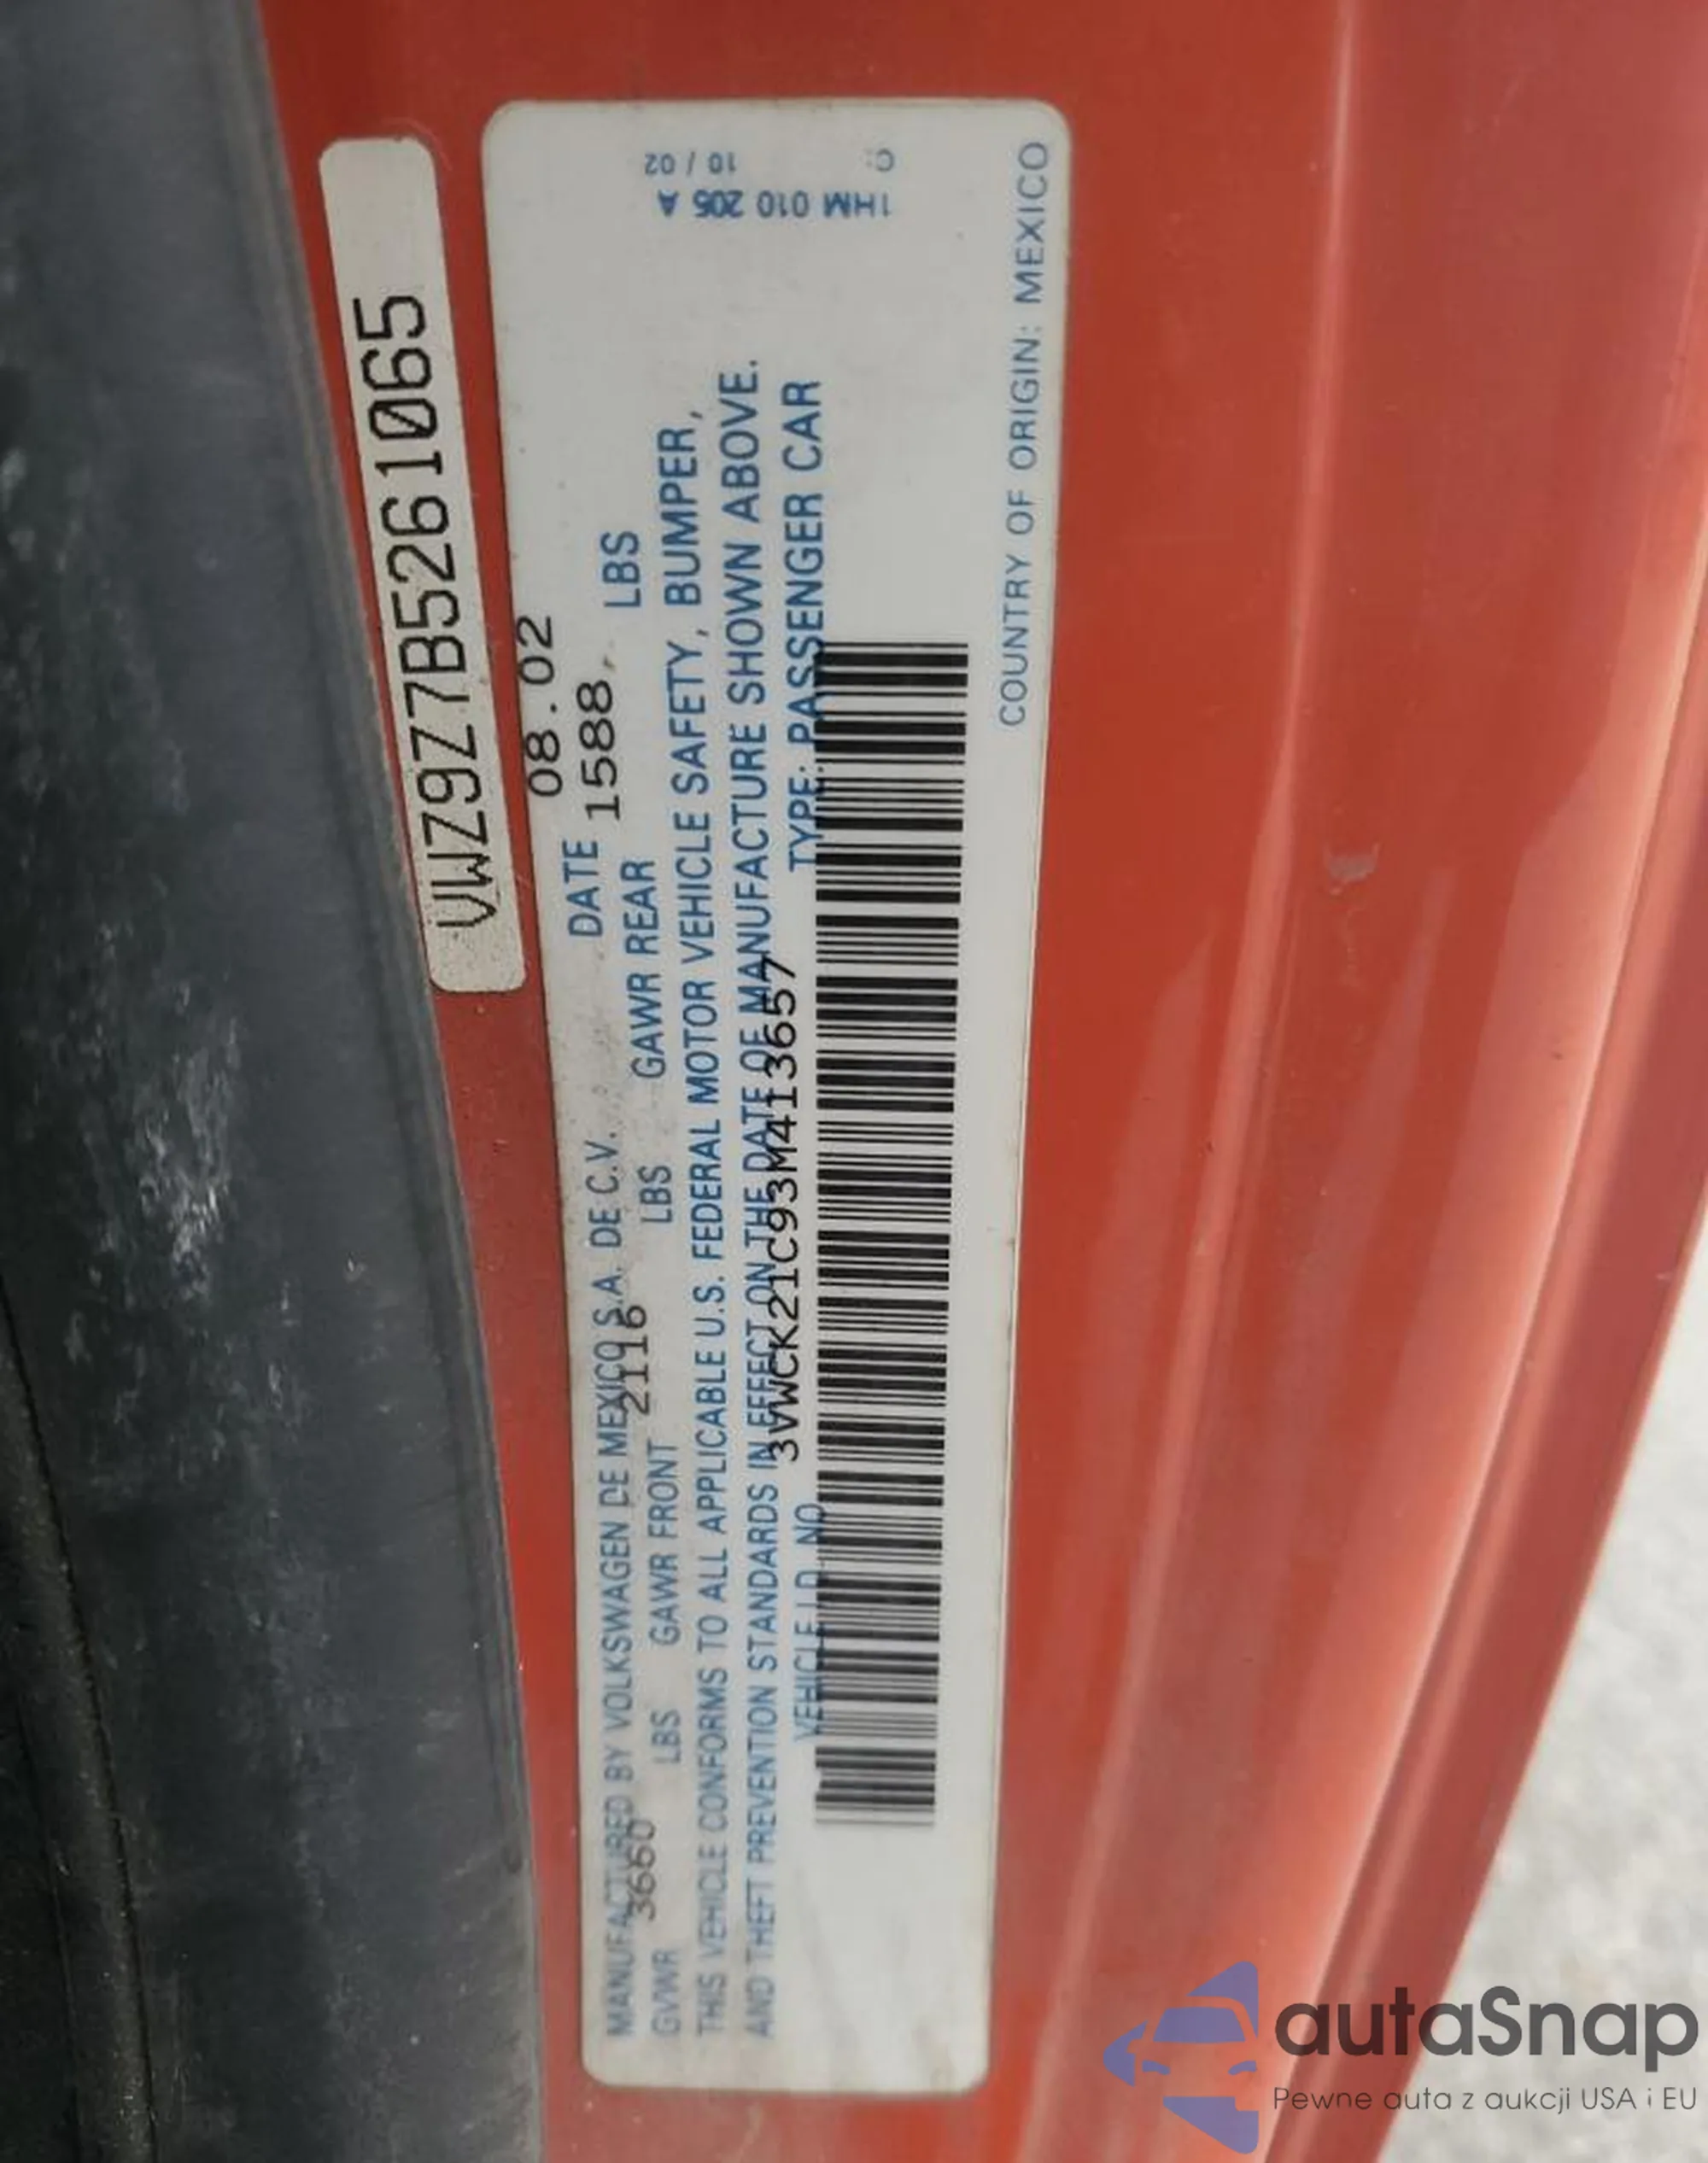 VWZ9Z7B5261065
MANUFACTURED BY VOLKSWAGEN DE MEXICO S.A. DE C.V. DATE 08.02
GVWR 3660 LBS GAWR FRONT 2116 LBS GAWR REAR 1588 LBS
THIS VEHICLE CONFORMS TO ALL APPLICABLE U.S. FEDERAL MOTOR VEHICLE SAFETY, BUMPER,
AND THEFT PREVENTION STANDARDS IN EFFECT ON THE DATE OF MANUFACTURE SHOWN ABOVE.
VEHICLE I.D. NO 3VWCK21C93M413657 TYPE: PASSENGER CAR
COUNTRY OF ORIGIN: MEXICO
1HM 010 205 A
C: 10 / 02
autaSnap
Pewne auta z aukcji USA i EU